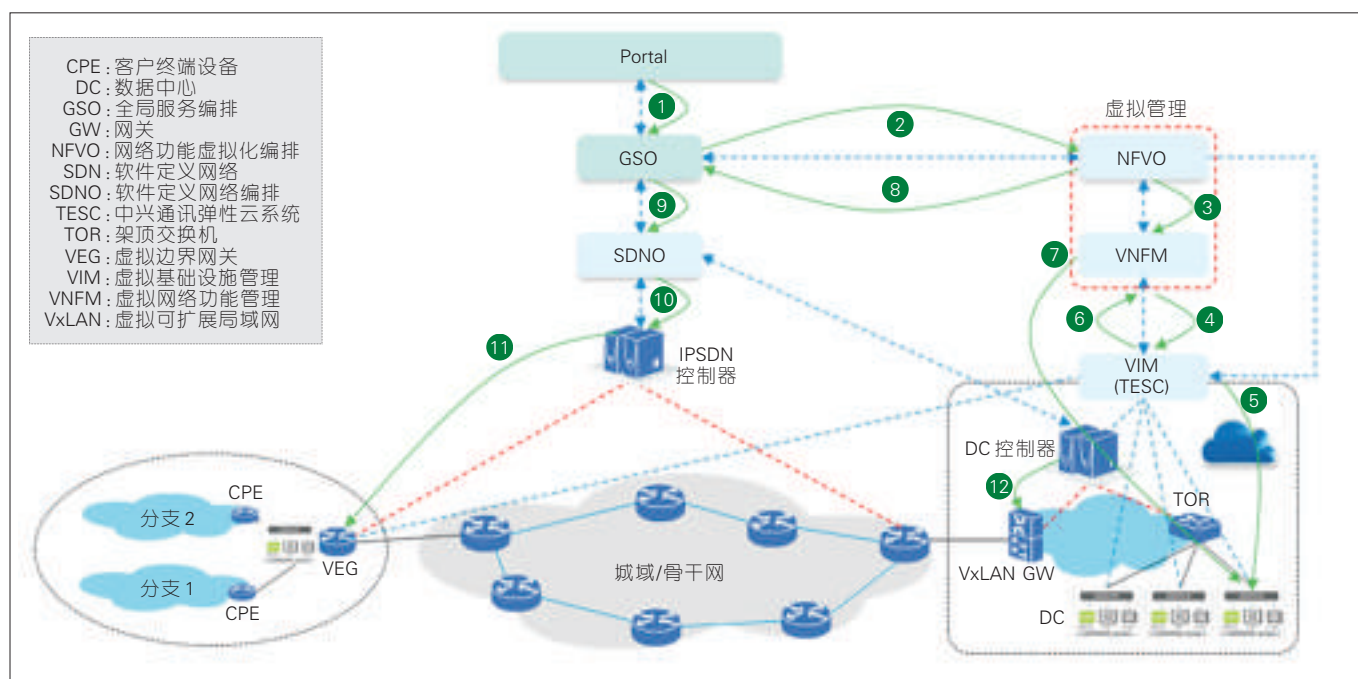 CPE：客户终端设备
DC：数据中心
GSO：全局服务编排
GW：网关
NFVO：网络功能虚拟化编排
SDN：软件定义网络
SDNO：软件定义网络编排
TESC：中兴通讯弹性云系统
TOR：架顶交换机
VEG：虚拟边界网关
VIM：虚拟基础设施管理
VNFM：虚拟网络功能管理
VxLAN：虚拟可扩展局域网
Portal
1
2
虚拟管理
GSO
NFVO
8
9
3
SDNO
7
VNFM
10
6
4
11
IPSDN
控制器
VIM
(TESC)
5
DC 控制器
12
TOR
CPE
分支 2
VEG
分支 1
CPE
城域/骨干网
VxLAN GW
DC